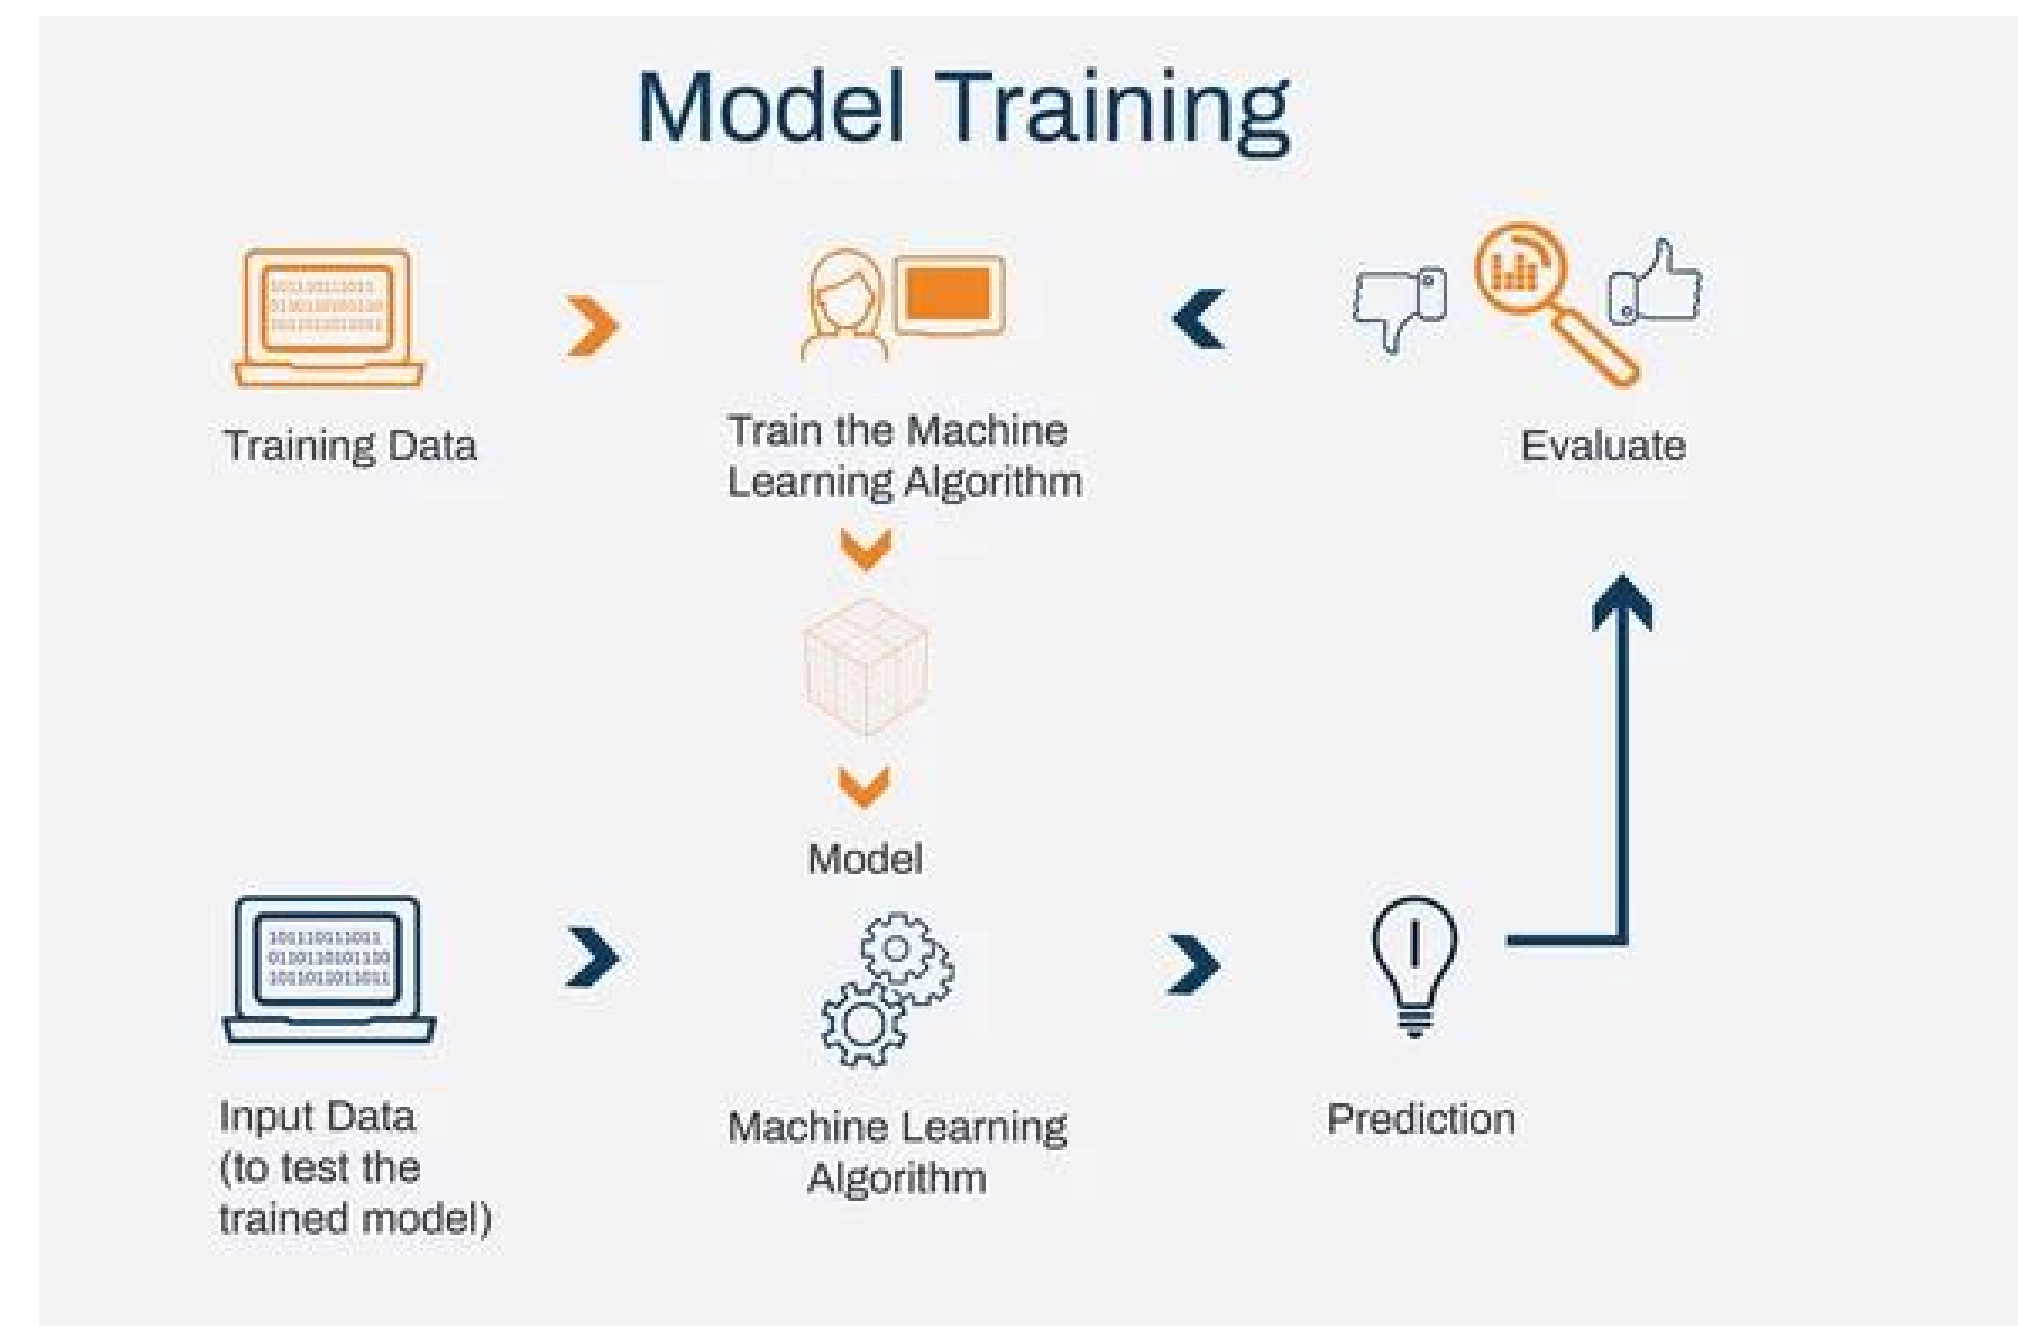 Model Training
Training Data
Train the Machine
Learning Algorithm
Evaluate
Model
101110111011
Input Data
(to test the
trained model)
Machine Learning
Algorithm
Prediction